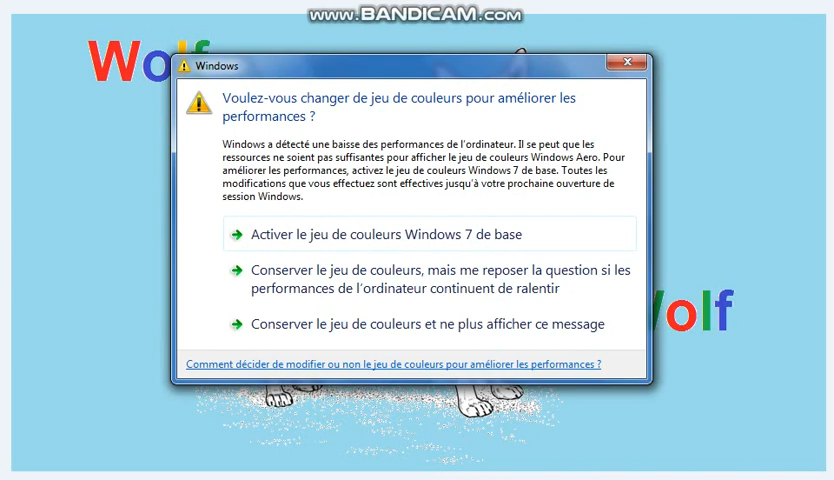 www.BANDICAM.com
Wolf
Windows
Voulez-vous changer de jeu de couleurs pour améliorer les
performances ?
Windows a détecté une baisse des performances de l'ordinateur. Il se peut que les
ressources ne soient pas suffisantes pour afficher le jeu de couleurs Windows Aero. Pour
améliorer les performances, activez le jeu de couleurs Windows 7 de base. Toutes les
modifications que vous effectuez sont effectives jusqu'à votre prochaine ouverture de
session Windows.
Activer le jeu de couleurs Windows 7 de base
Conserver le jeu de couleurs, mais me reposer la question si les
performances de l'ordinateur continuent de ralentir
Wolf
Conserver le jeu de couleurs et ne plus afficher ce message
Comment décider de modifier ou non le jeu de couleurs pour améliorer les performances ?